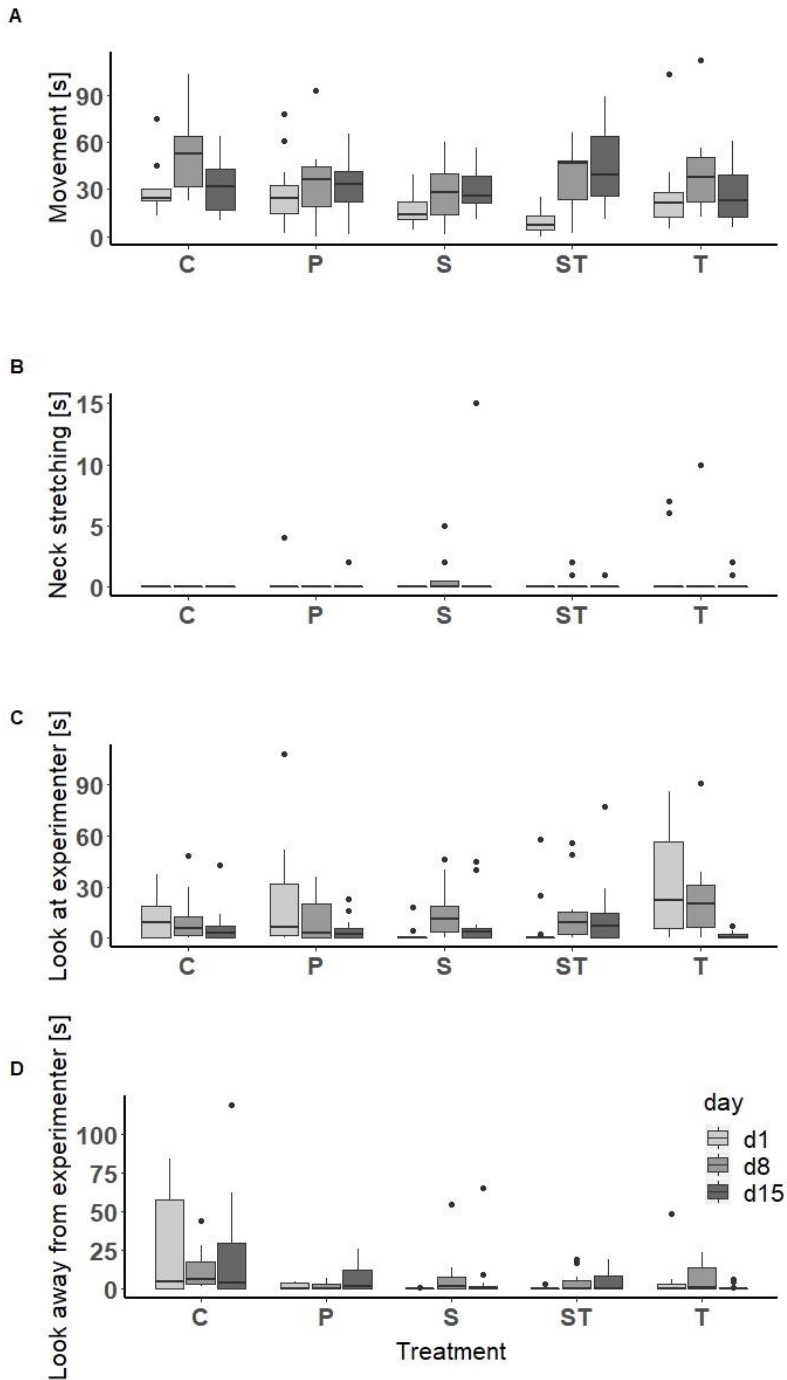 A
Movement [s]
90
60
30
0
C P S ST T
B
Neck stretching [s]
15
10
5
0
C P S ST T
C
Look at experimenter [s]
90
60
30
0
C P S ST T
D
Look away from experimenter [s]
100
75
50
25
0
day
d1
d8
d15
C P S ST T
Treatment